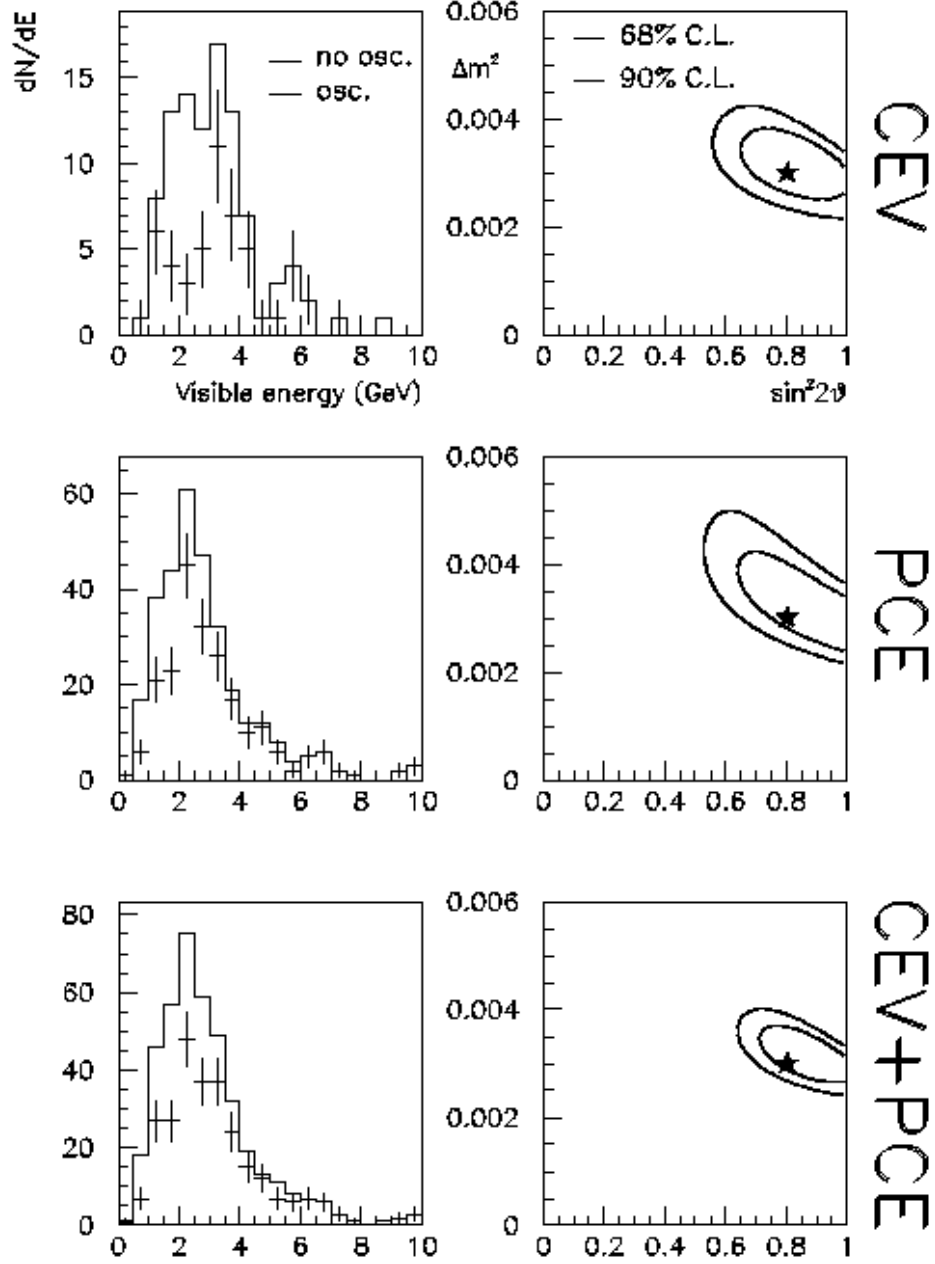 dN/dE
15
10
5
0
no osc.
osc.
0 2 4 6 8 10
Visible energy (GeV)
0.006
Δm²
0.004
0.002
0
68% C.L.
90% C.L.
0 0.2 0.4 0.6 0.8 1
sin²2ϑ
CEV
60
40
20
0
0 2 4 6 8 10
0.006
0.004
0.002
0
0 0.2 0.4 0.6 0.8 1
PCE
80
60
40
20
0
0 2 4 6 8 10
0.006
0.004
0.002
0
0 0.2 0.4 0.6 0.8 1
CEV+PCE